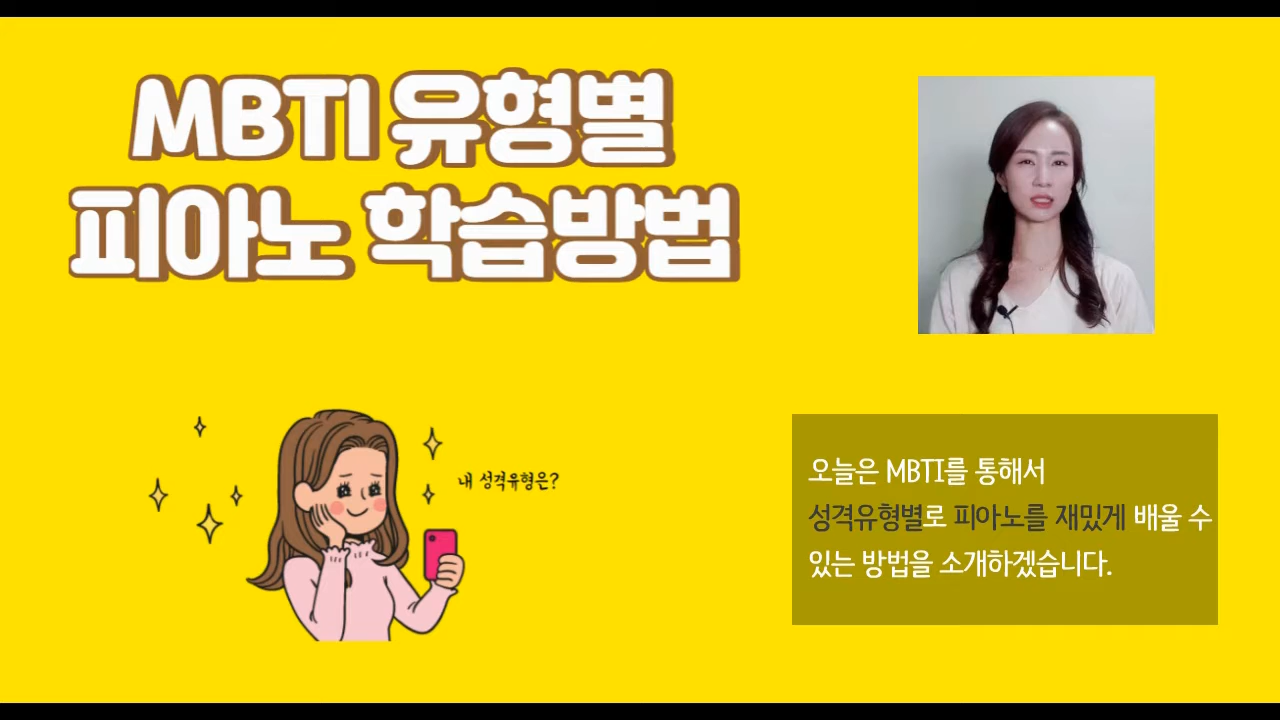 MBTI 유형별
피아노 학습방법
내 성격유형은?
오늘은 MBTI를 통해서
성격유형별로 피아노를 재밌게 배울 수
있는 방법을 소개하겠습니다.